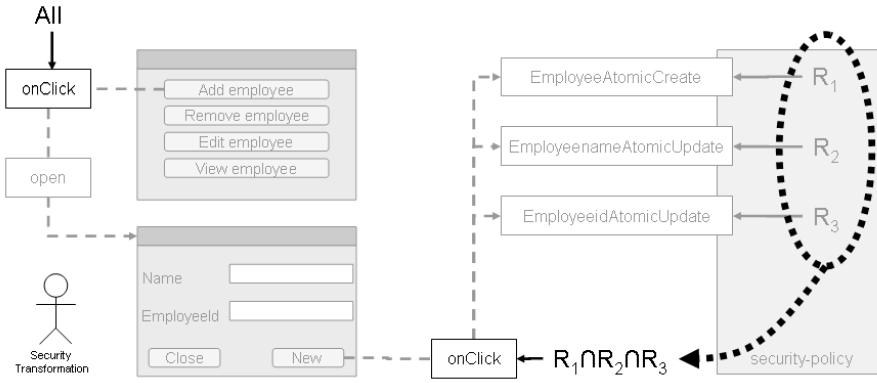 All
onClick
Add employee
Remove employee
Edit employee
View employee
open
Name
EmployeeId
Close
New
Security
Transformation
EmployeeAtomicCreate
R1
EmployeenameAtomicUpdate
R2
EmployeeidAtomicUpdate
R3
onClick
R1∩R2∩R3
security-policy